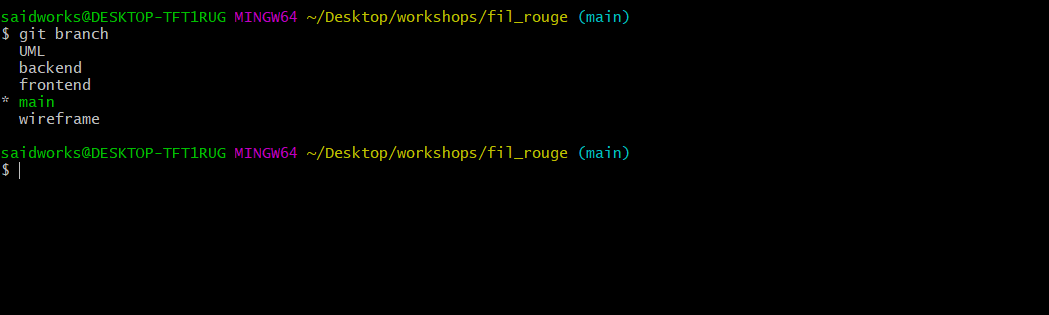 saidworks@DESKTOP-TFT1RUG MINGW64 ~/Desktop/workshops/fil_rouge (main)
$ git branch
  UML
  backend
  frontend
* main
  wireframe

saidworks@DESKTOP-TFT1RUG MINGW64 ~/Desktop/workshops/fil_rouge (main)
$